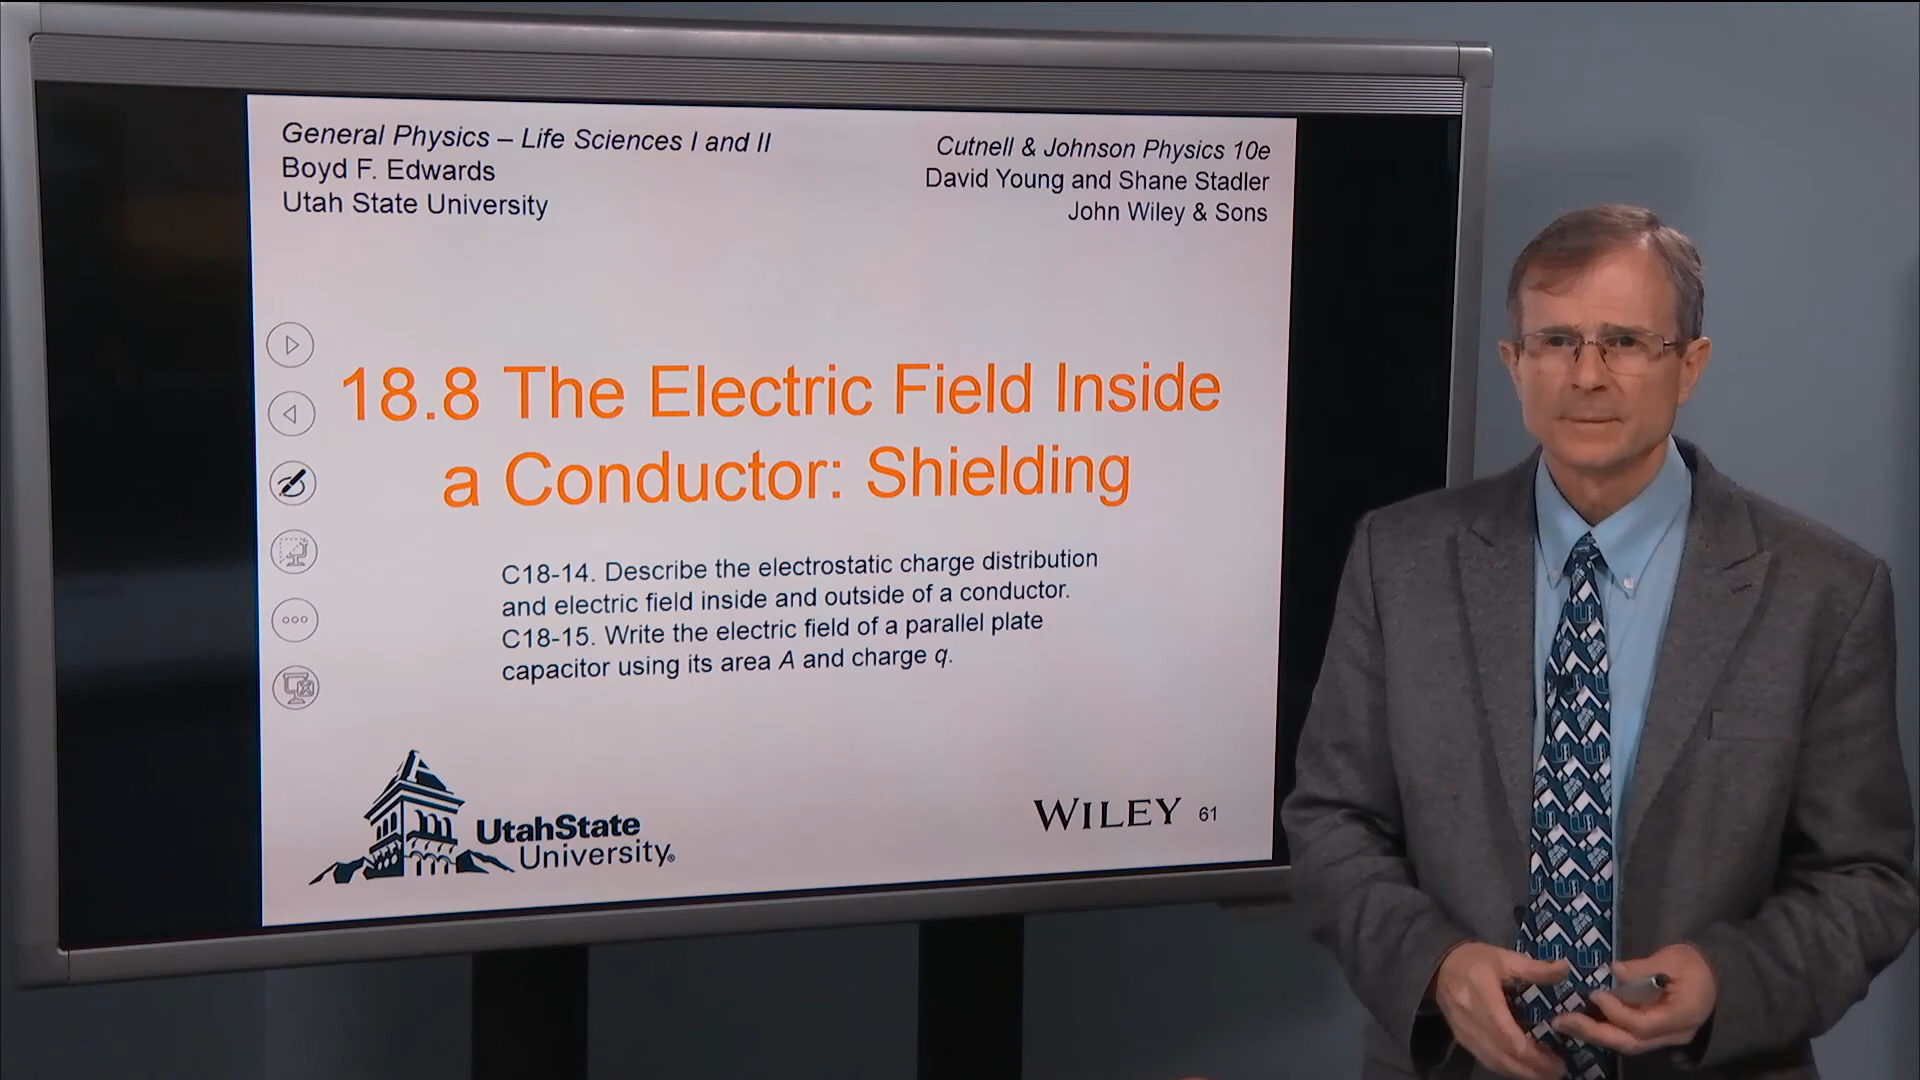 General Physics – Life Sciences I and II
Boyd F. Edwards
Utah State University
Cutnell & Johnson Physics 10e
David Young and Shane Stadler
John Wiley & Sons
18.8 The Electric Field Inside
a Conductor: Shielding
C18-14. Describe the electrostatic charge distribution
and electric field inside and outside of a conductor.
C18-15. Write the electric field of a parallel plate
capacitor using its area A and charge q.
UtahState
University®
WILEY 61